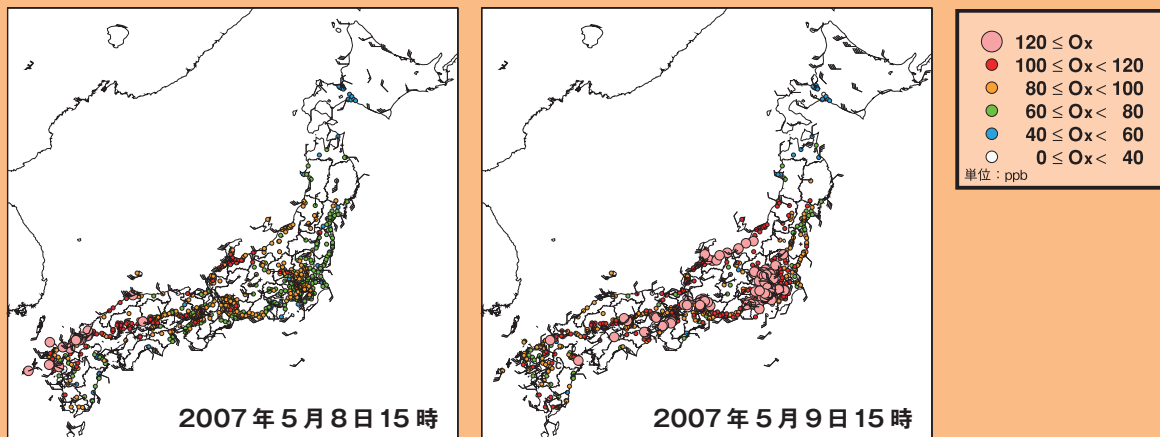 120 ≤ Ox
100 ≤ Ox < 120
80 ≤ Ox < 100
60 ≤ Ox < 80
40 ≤ Ox < 60
0 ≤ Ox < 40
単位：ppb
2007年5月8日15時
2007年5月9日15時